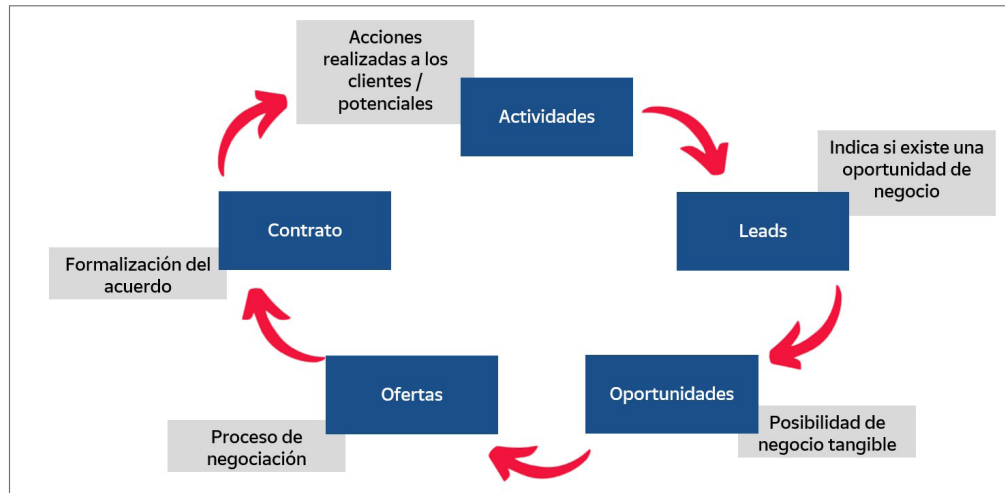 Acciones
realizadas a los
clientes /
potenciales
Actividades
Indica si existe una
oportunidad de
negocio
Leads
Contrato
Formalización del
acuerdo
Ofertas
Proceso de
negociación
Oportunidades
Posibilidad de
negocio tangible